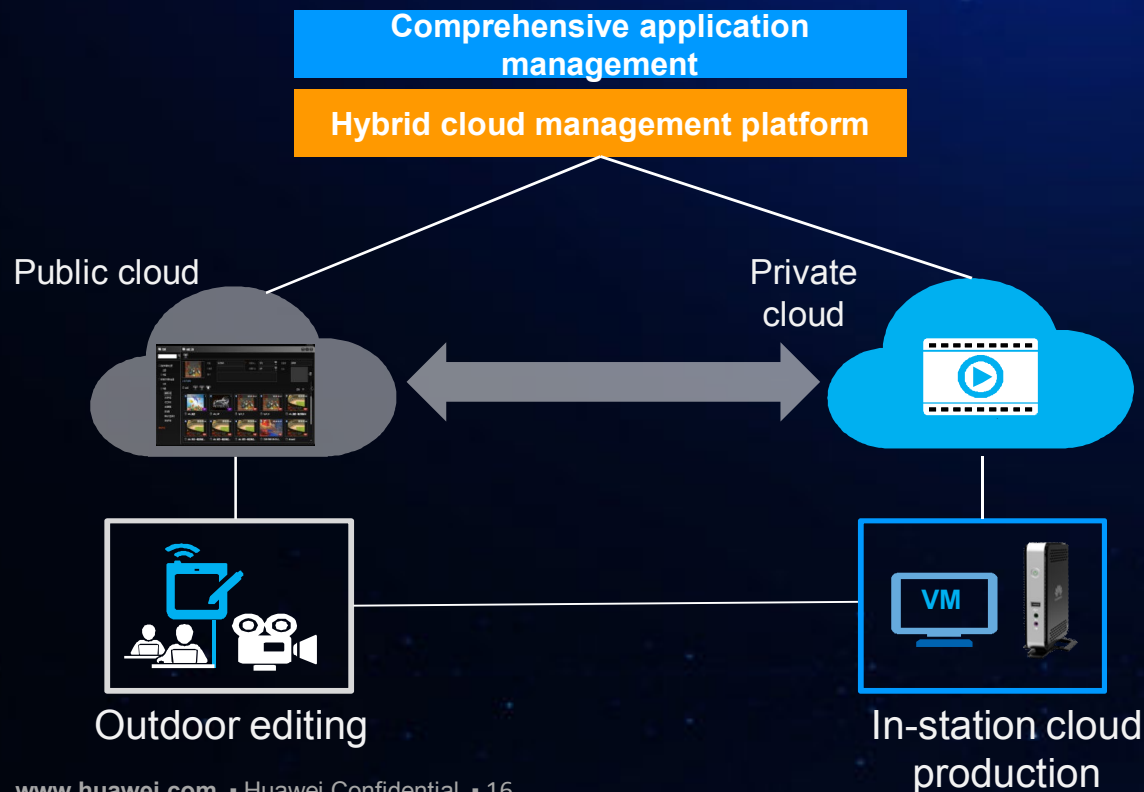 Comprehensive application
management
Hybrid cloud management platform
Public cloud
Private
cloud
VM
Outdoor editing
In-station cloud
production
www.huawei.com ▪ Huawei Confidential ▪ 16